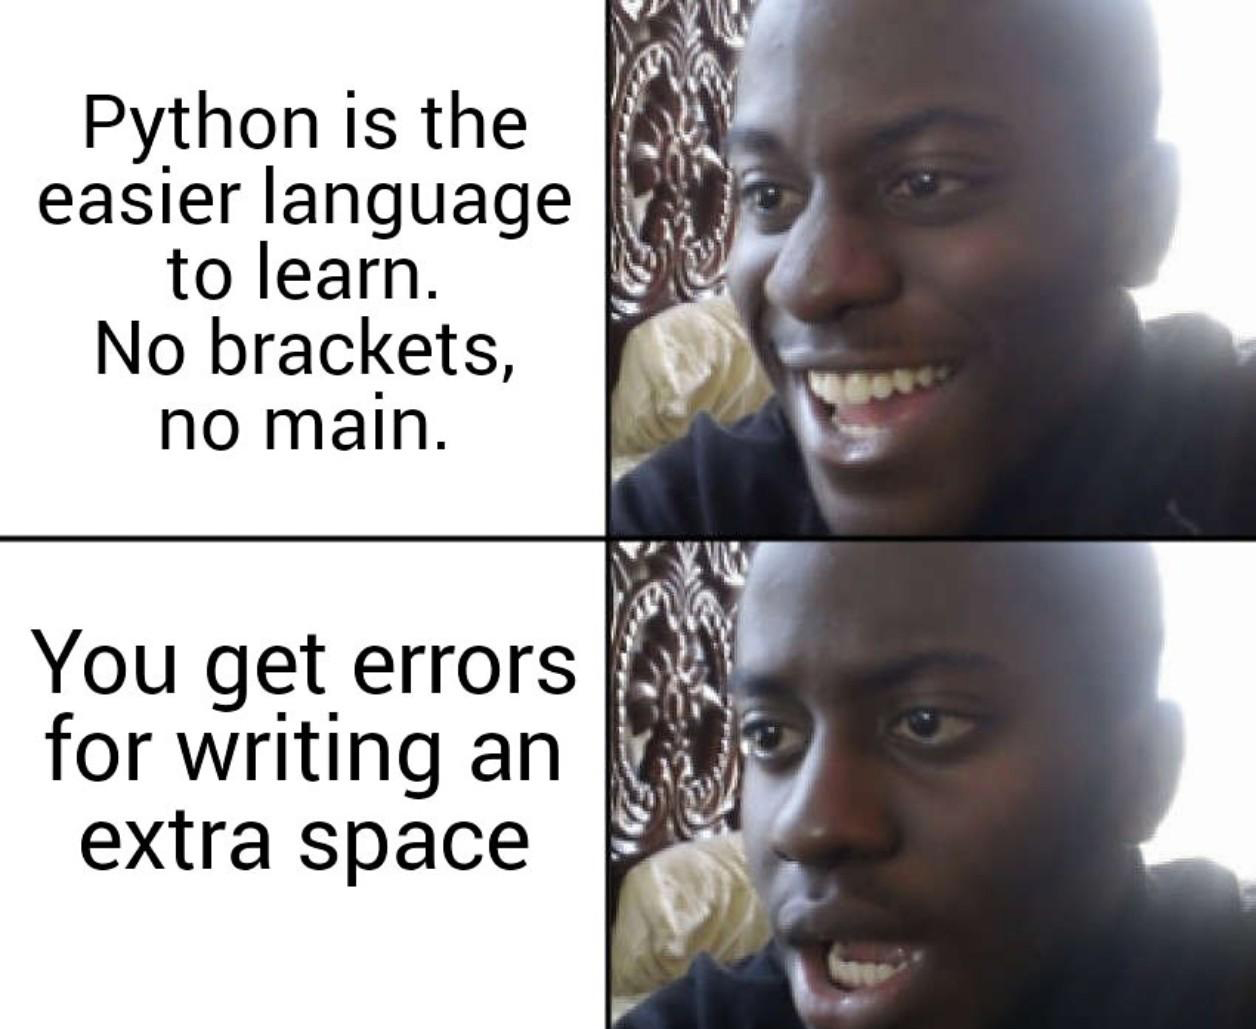 Python is the
easier language
to learn.
No brackets,
no main.
You get errors
for writing an
extra space